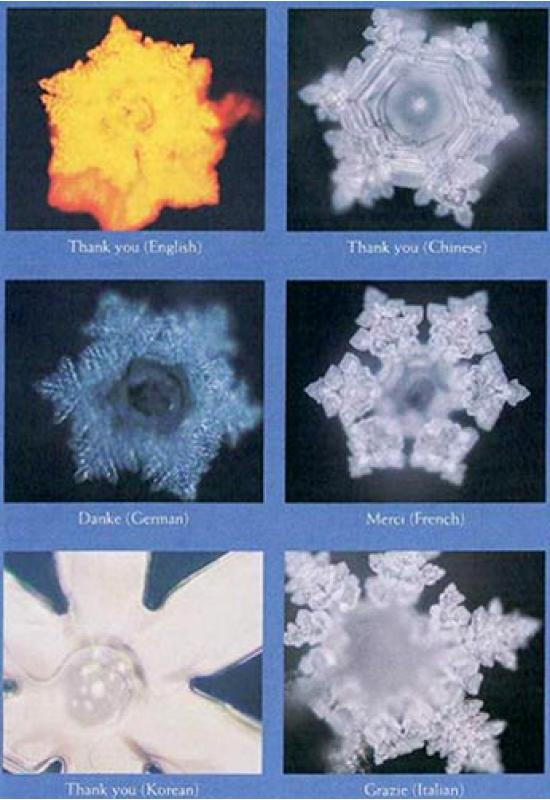 Thank you (English)
Thank you (Chinese)
Danke (German)
Merci (French)
Thank you (Korean)
Grazie (Italian)